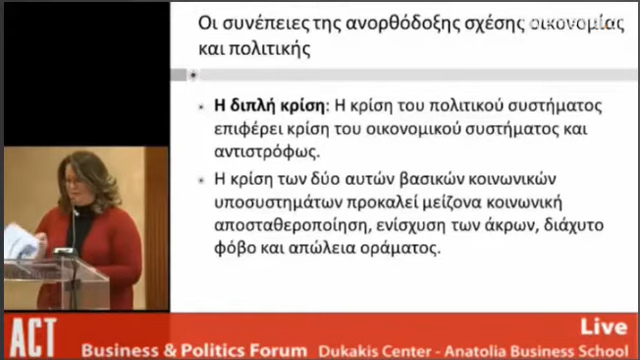 Οι συνέπειες της ανορθόδοξης σχέσης οικονομίας
και πολιτικής
Η διπλή κρίση: Η κρίση του πολιτικού συστήματος
επιφέρει κρίση του οικονομικού συστήματος και
αντιστρόφως.
Η κρίση των δύο αυτών βασικών κοινωνικών
υποσυστημάτων προκαλεί μείζονα κοινωνική
αποσταθεροποίηση, ενίσχυση των άκρων, διάχυτο
φόβο και απώλεια οράματος.
Live
ACT Business & Politics Forum Dukakis Center - Anatolia Business School